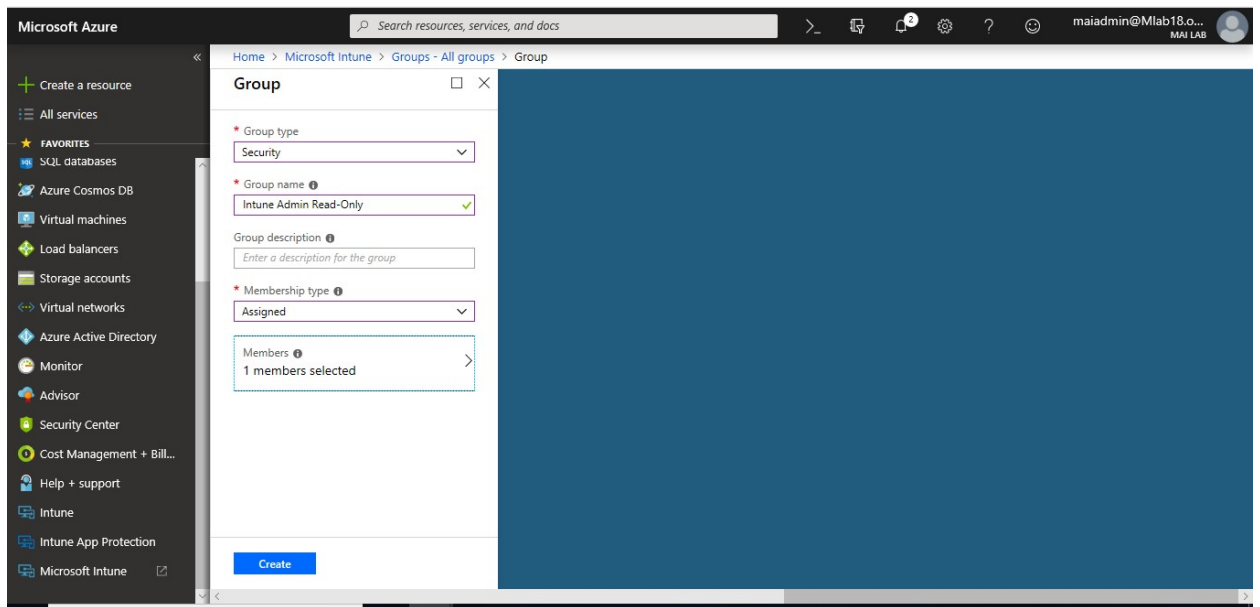 Microsoft Azure
Search resources, services, and docs
2
maiadmin@Mlab18.o...
MAI LAB
Home > Microsoft Intune > Groups - All groups > Group
Create a resource
All services
FAVORITES
SQL databases
Azure Cosmos DB
Virtual machines
Load balancers
Storage accounts
Virtual networks
Azure Active Directory
Monitor
Advisor
Security Center
Cost Management + Bill...
Help + support
Intune
Intune App Protection
Microsoft Intune
Group
* Group type
Security
* Group name
Intune Admin Read-Only
Group description
Enter a description for the group
* Membership type
Assigned
Members
1 members selected
Create